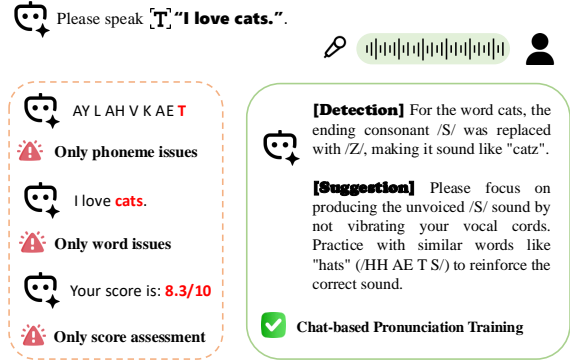 Please speak [T] “I love cats.”.
AY L AH V K AE T
Only phoneme issues
I love cats.
Only word issues
Your score is: 8.3/10
Only score assessment
[Detection] For the word cats, the
ending consonant /S/ was replaced
with /Z/, making it sound like "catz".
[Suggestion] Please focus on
producing the unvoiced /S/ sound by
not vibrating your vocal cords.
Practice with similar words like
"hats" (/HH AE T S/) to reinforce the
correct sound.
Chat-based Pronunciation Training